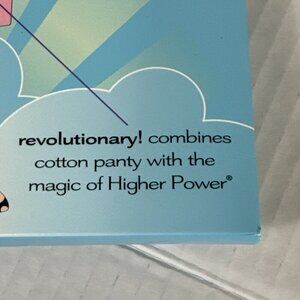 revolutionary! combines
cotton panty with the
magic of Higher Power®